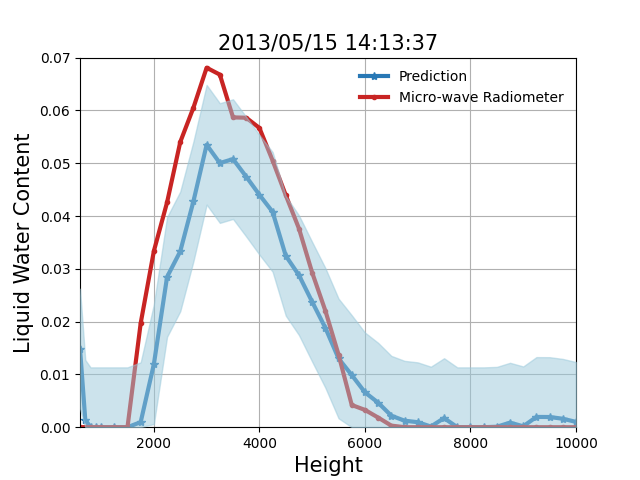 2013/05/15 14:13:37
Prediction
Micro-wave Radiometer
Liquid Water Content
0.07
0.06
0.05
0.04
0.03
0.02
0.01
0.00
2000 4000 6000 8000 10000
Height